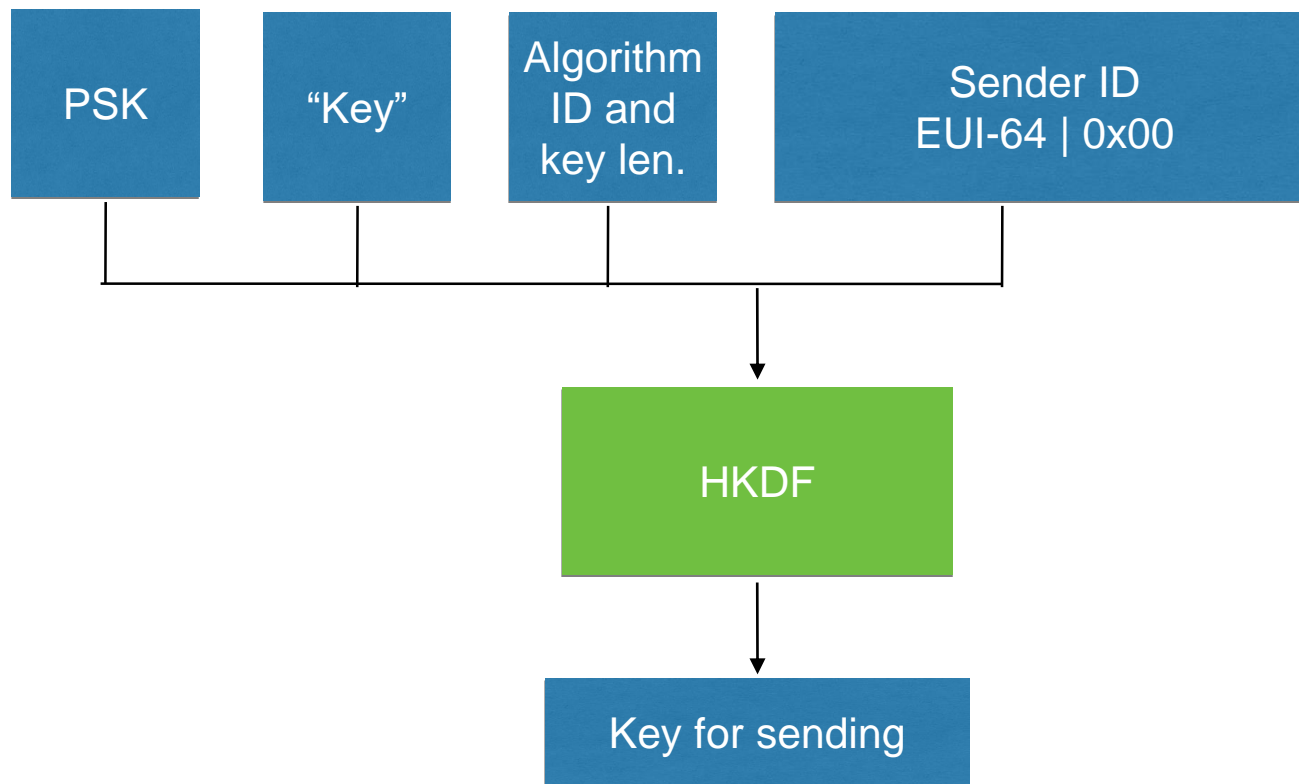 PSK
“Key”
Algorithm
ID and
key len.
Sender ID
EUI-64 | 0x00
HKDF
Key for sending